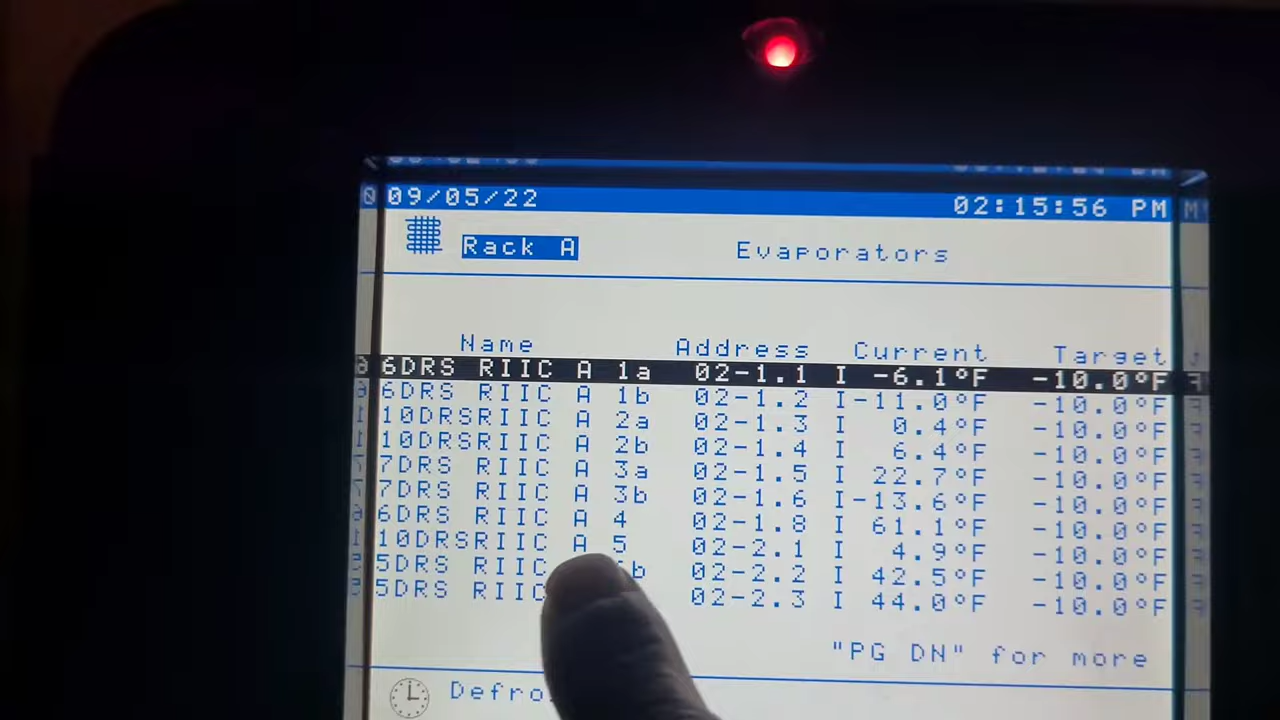 09/05/22 02:15:56 PM
Rack A Evaporators
Name Address Current Target
6DRS RIIC A 1a 02-1.1 I -6.1°F -10.0°F
6DRS RIIC A 1b 02-1.2 I-11.0°F -10.0°F
10DRSRIIC A 2a 02-1.3 I 0.4°F -10.0°F
10DRSRIIC A 2b 02-1.4 I 6.4°F -10.0°F
7DRS RIIC A 3a 02-1.5 I 22.7°F -10.0°F
7DRS RIIC A 3b 02-1.6 I-13.6°F -10.0°F
6DRS RIIC A 4 02-1.8 I 61.1°F -10.0°F
10DRSRIIC A 5 02-2.1 I 4.9°F -10.0°F
5DRS RIIC 02-2.2 I 42.5°F -10.0°F
5DRS RIIC 02-2.3 I 44.0°F -10.0°F
"PG DN" for more